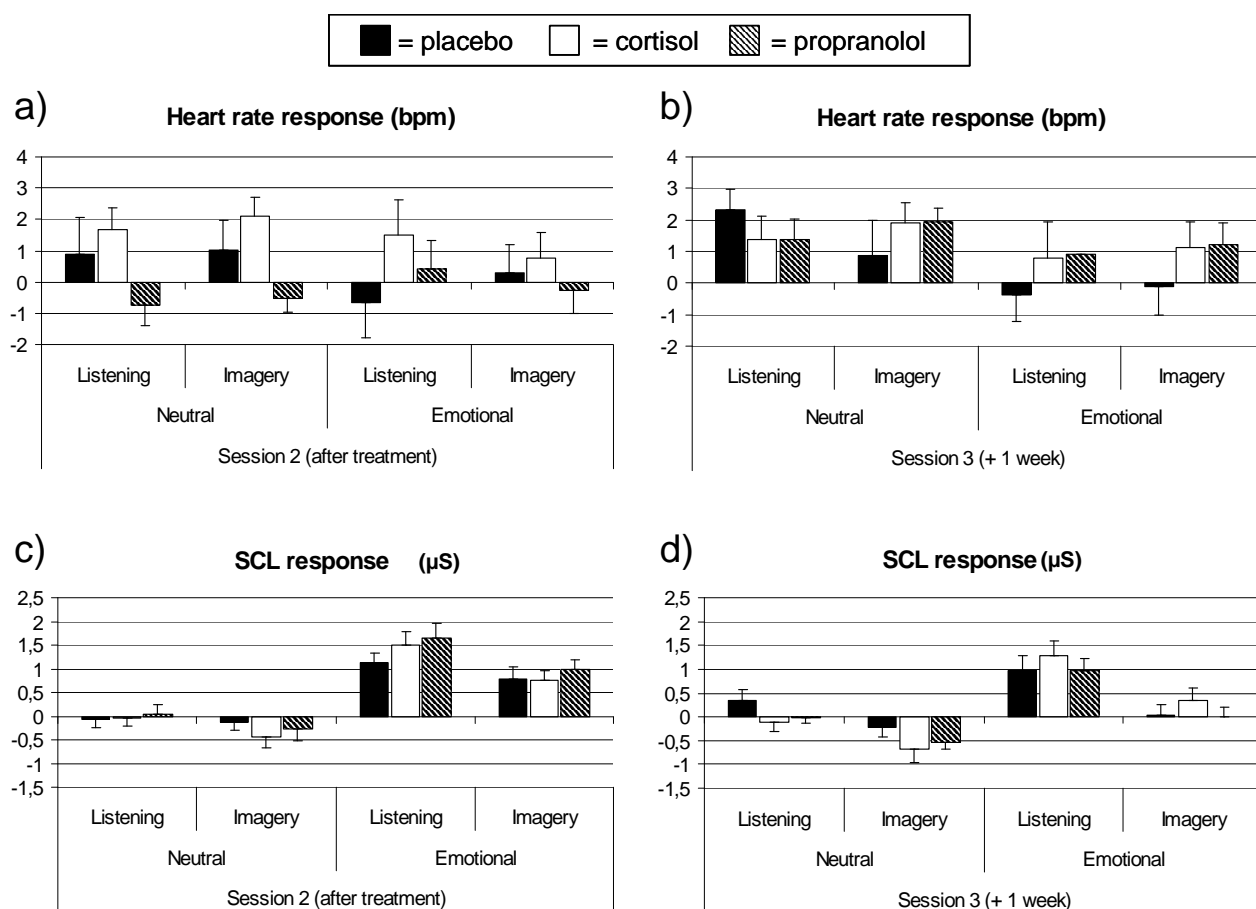 = placebo = cortisol = propranolol
a)
Heart rate response (bpm)
4
3
2
1
0
-1
-2
Listening Imagery Listening Imagery
Neutral Emotional
Session 2 (after treatment)
b)
Heart rate response (bpm)
4
3
2
1
0
-1
-2
Listening Imagery Listening Imagery
Neutral Emotional
Session 3 (+ 1 week)
c)
SCL response (µS)
2,5
2
1,5
1
0,5
0
-0,5
-1
-1,5
Listening Imagery Listening Imagery
Neutral Emotional
Session 2 (after treatment)
d)
SCL response (µS)
2,5
2
1,5
1
0,5
0
-0,5
-1
-1,5
Listening Imagery Listening Imagery
Neutral Emotional
Session 3 (+ 1 week)